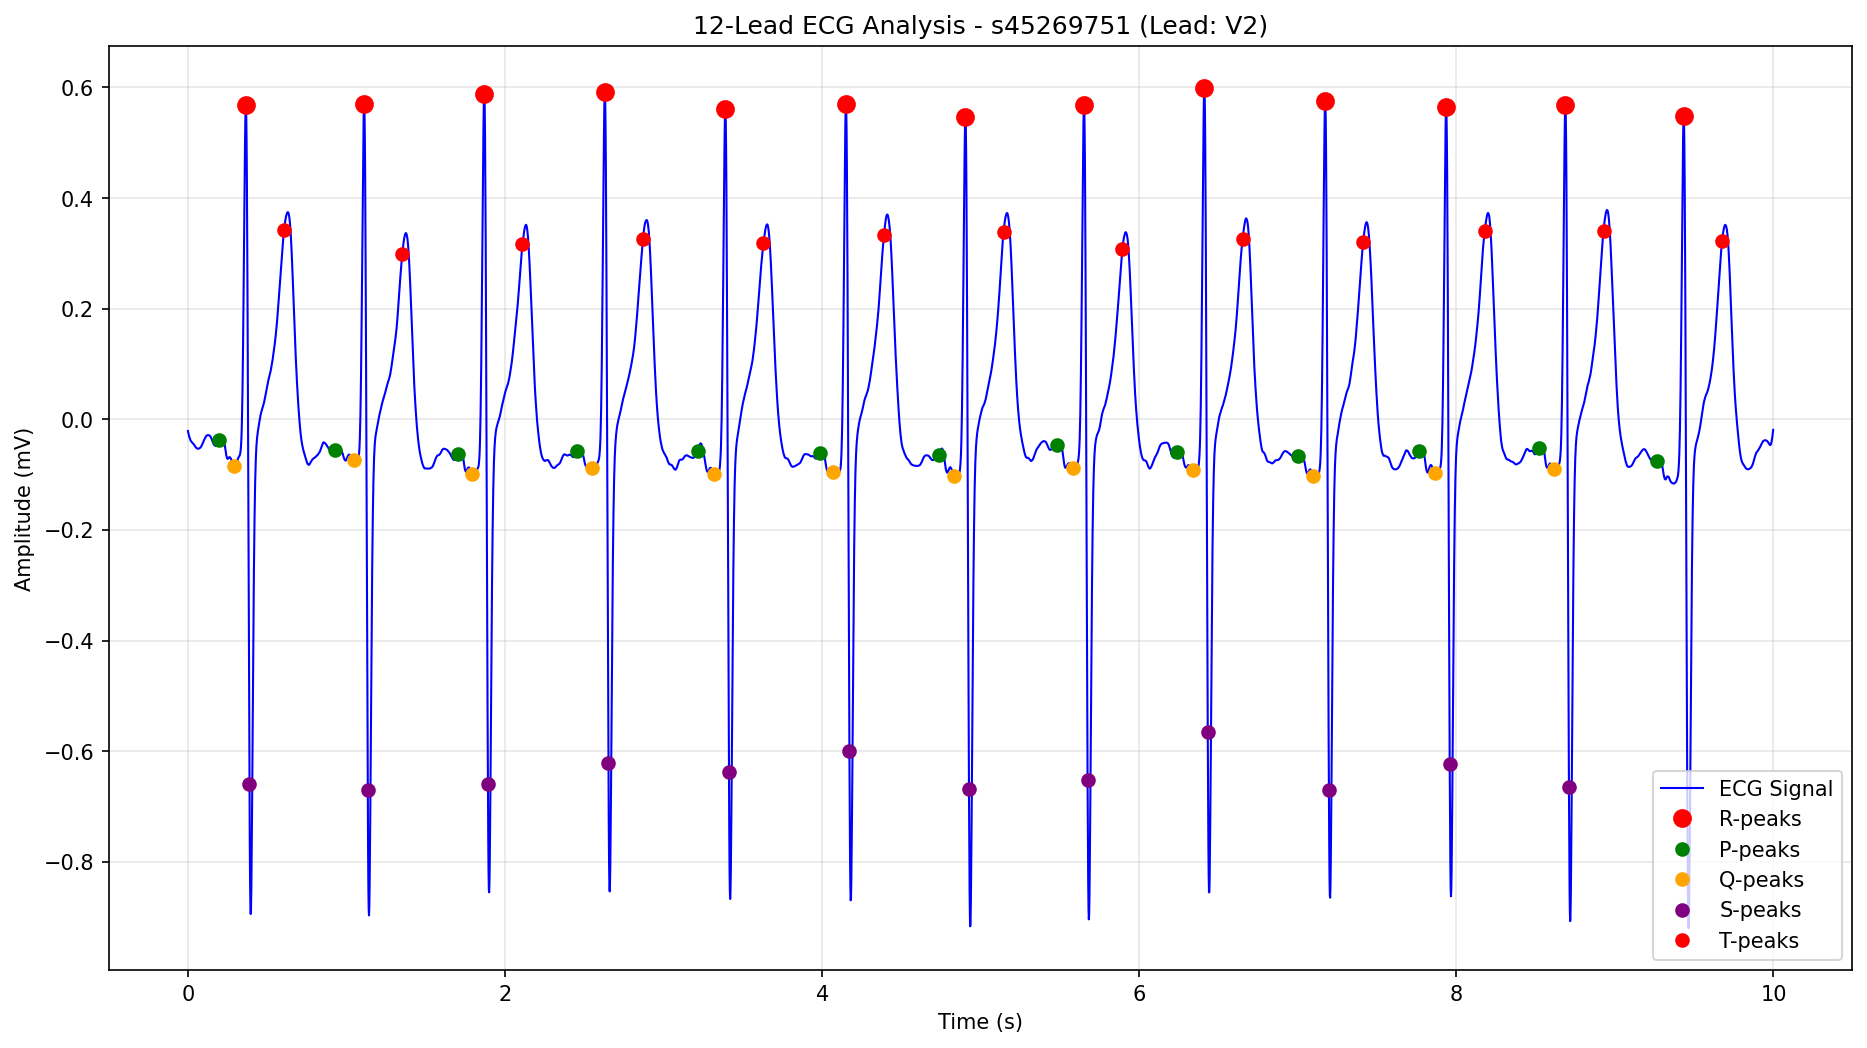 12-Lead ECG Analysis - s45269751 (Lead: V2)
Amplitude (mV)
0.6
0.4
0.2
0.0
−0.2
−0.4
−0.6
−0.8
0 2 4 6 8 10
Time (s)
ECG Signal
R-peaks
P-peaks
Q-peaks
S-peaks
T-peaks